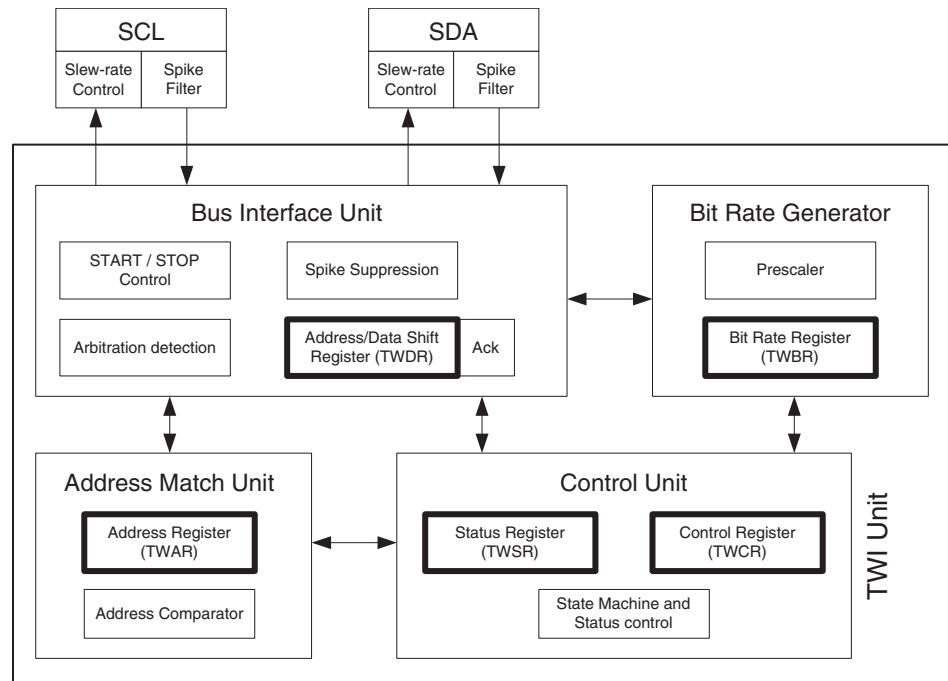 SCL
Slew-rate
Control
Spike
Filter
SDA
Slew-rate
Control
Spike
Filter
Bus Interface Unit
START / STOP
Control
Spike Suppression
Arbitration detection
Address/Data Shift
Register (TWDR)
Ack
Bit Rate Generator
Prescaler
Bit Rate Register
(TWBR)
Address Match Unit
Address Register
(TWAR)
Address Comparator
Control Unit
Status Register
(TWSR)
Control Register
(TWCR)
State Machine and
Status control
TWI Unit